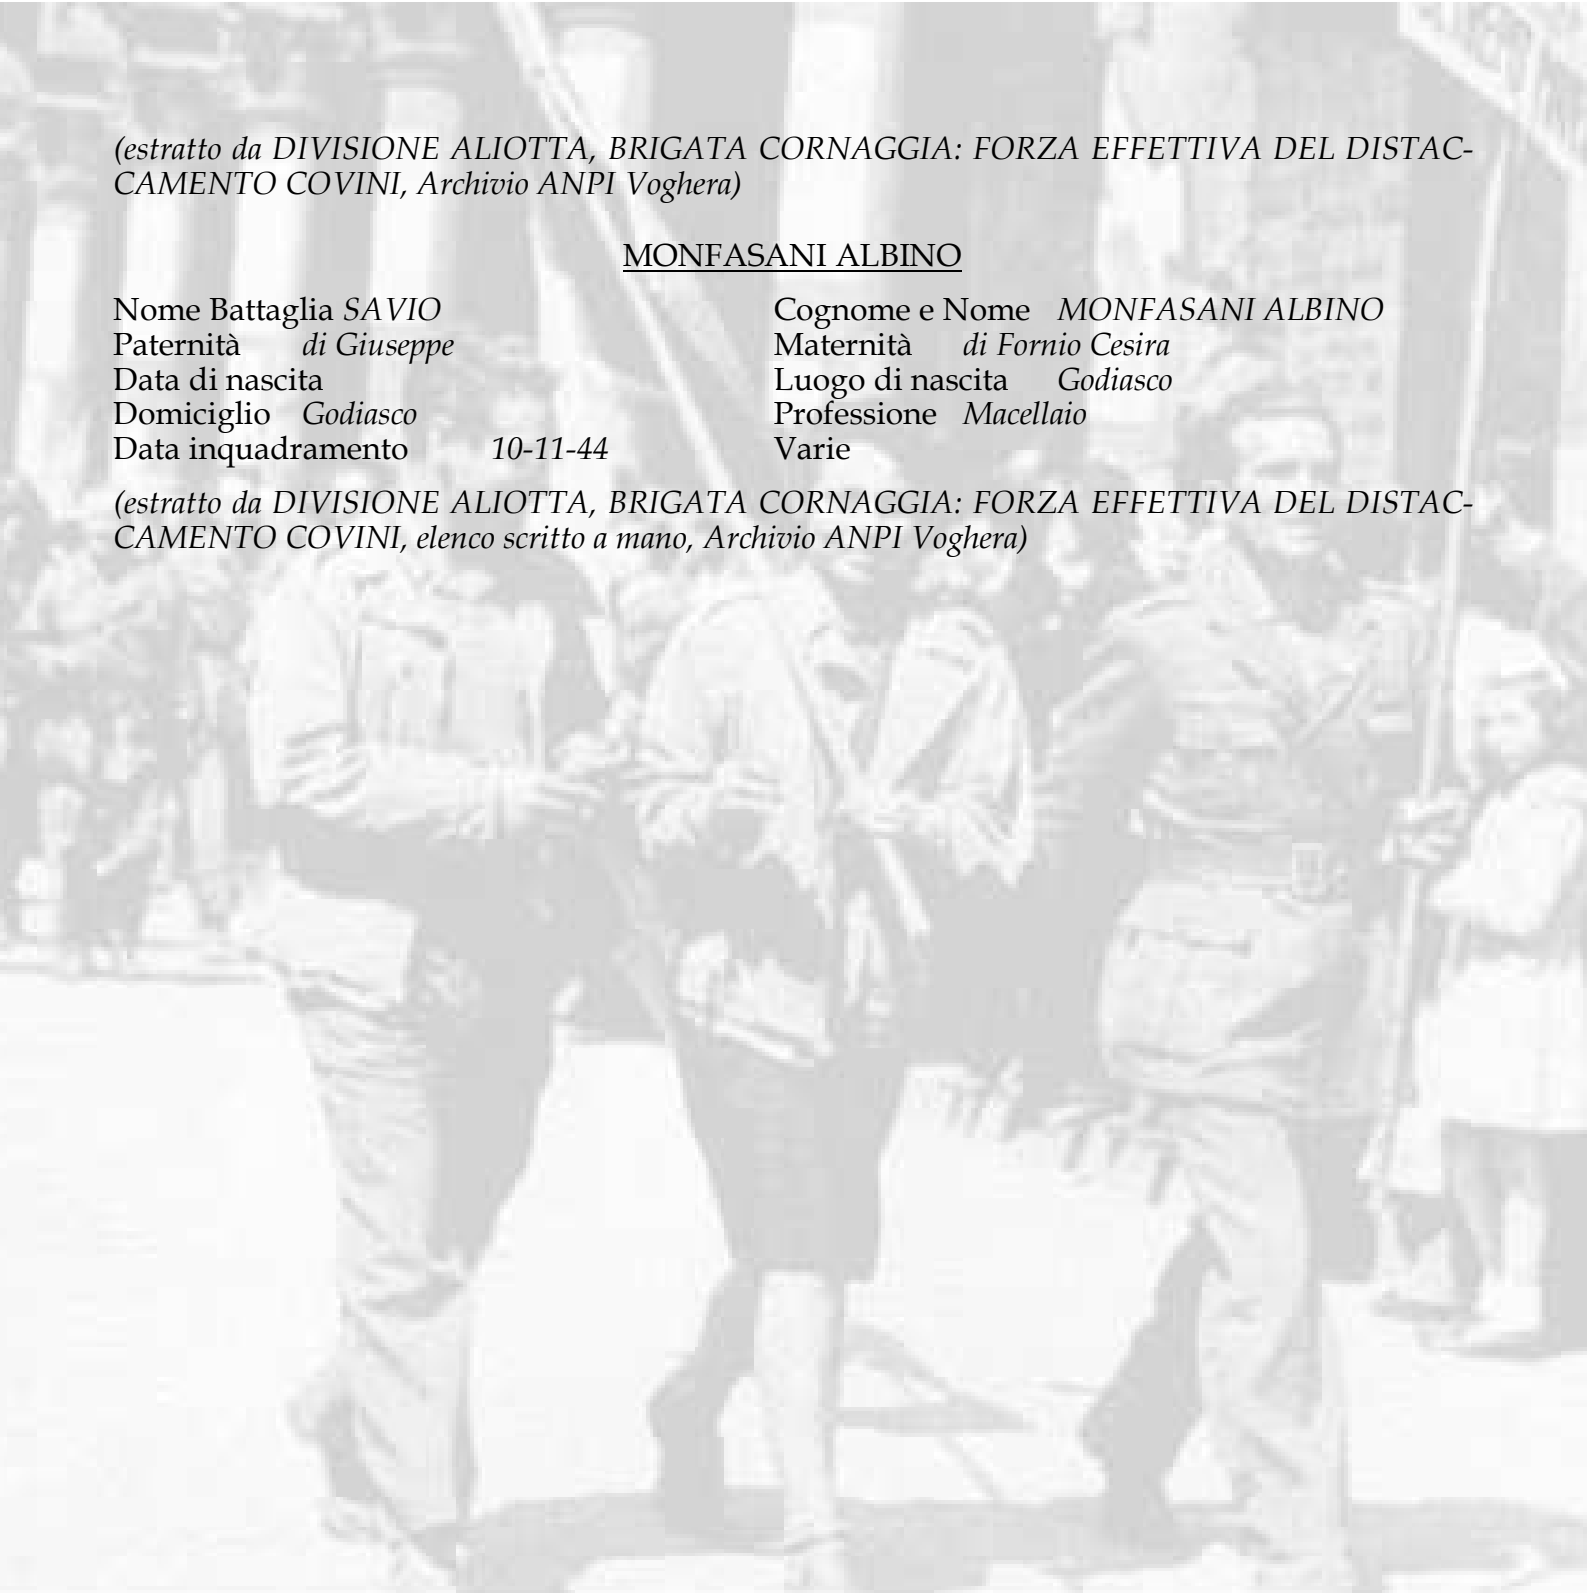 (estratto da DIVISIONE ALIOTTA, BRIGATA CORNAGGIA: FORZA EFFETTIVA DEL DISTAC-
CAMENTO COVINI, Archivio ANPI Voghera)
MONFASANI ALBINO
Nome Battaglia SAVIO Cognome e Nome MONFASANI ALBINO
Paternità di Giuseppe Maternità di Fornio Cesira
Data di nascita Luogo di nascita Godiasco
Domiciglio Godiasco Professione Macellaio
Data inquadramento 10-11-44 Varie
(estratto da DIVISIONE ALIOTTA, BRIGATA CORNAGGIA: FORZA EFFETTIVA DEL DISTAC-
CAMENTO COVINI, elenco scritto a mano, Archivio ANPI Voghera)